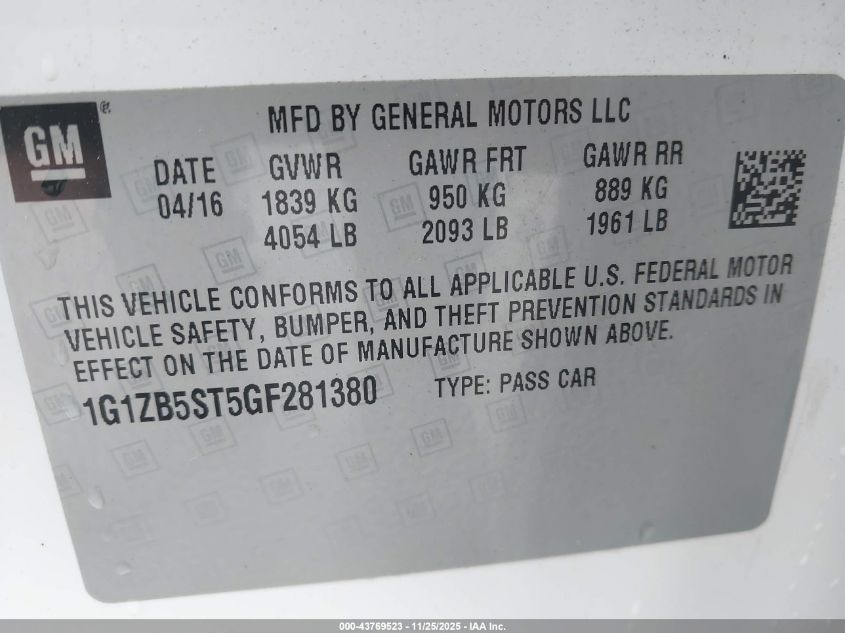 GM®
MFD BY GENERAL MOTORS LLC
DATE GVWR GAWR FRT GAWR RR
04/16 1839 KG 950 KG 889 KG
4054 LB 2093 LB 1961 LB
THIS VEHICLE CONFORMS TO ALL APPLICABLE U.S. FEDERAL MOTOR
VEHICLE SAFETY, BUMPER, AND THEFT PREVENTION STANDARDS IN
EFFECT ON THE DATE OF MANUFACTURE SHOWN ABOVE.
1G1ZB5ST5GF281380 TYPE: PASS CAR
000-43769523 - 11/25/2025 - IAA Inc.